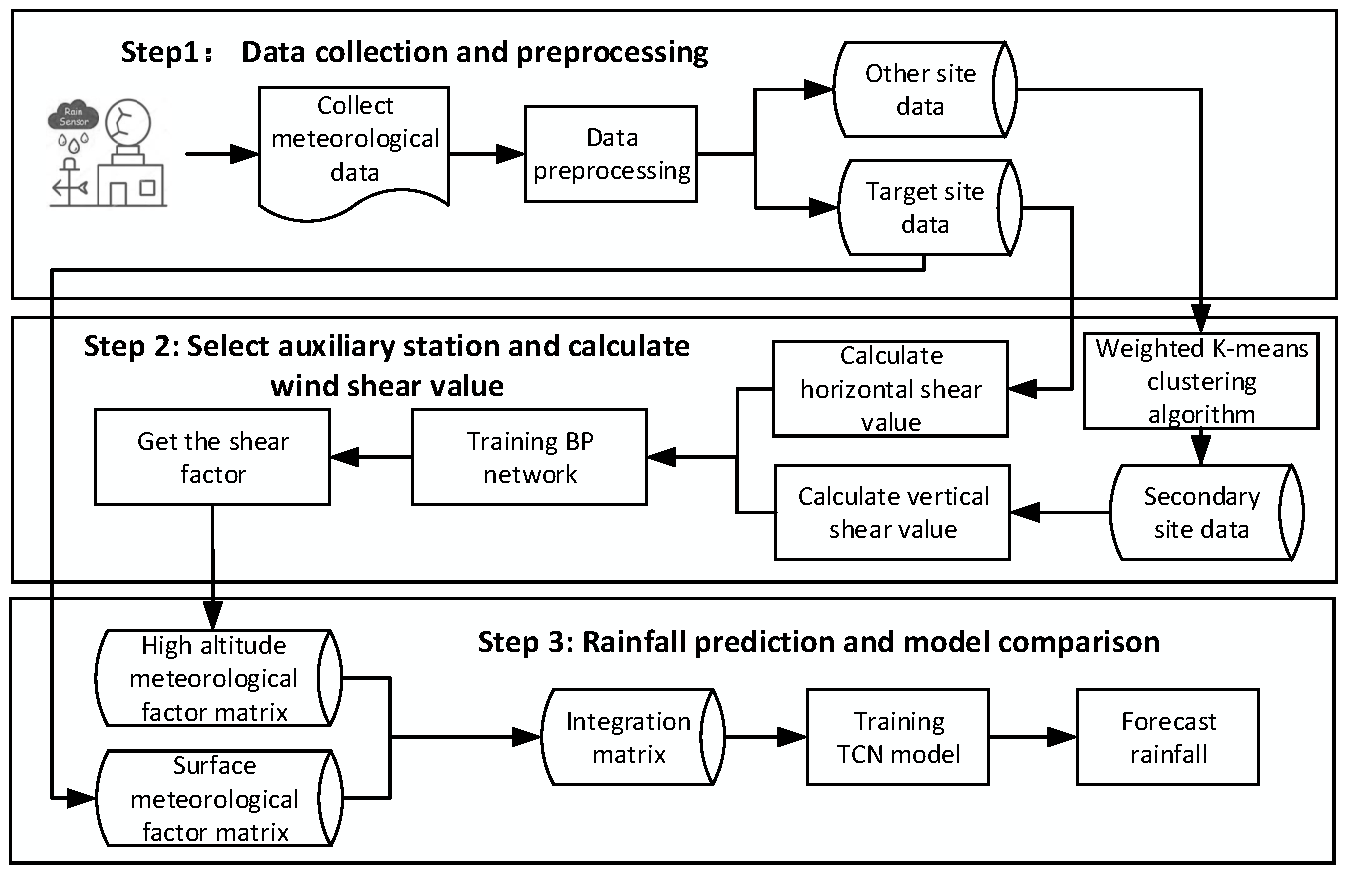 Step1： Data collection and preprocessing
Rain
Sensor
Collect
meteorological
data
Data
preprocessing
Other site
data
Target site
data
Step 2: Select auxiliary station and calculate
wind shear value
Calculate
horizontal shear
value
Weighted K-means
clustering
algorithm
Get the shear
factor
Training BP
network
Calculate vertical
shear value
Secondary
site data
Step 3: Rainfall prediction and model comparison
High altitude
meteorological
factor matrix
Surface
meteorological
factor matrix
Integration
matrix
Training
TCN model
Forecast
rainfall